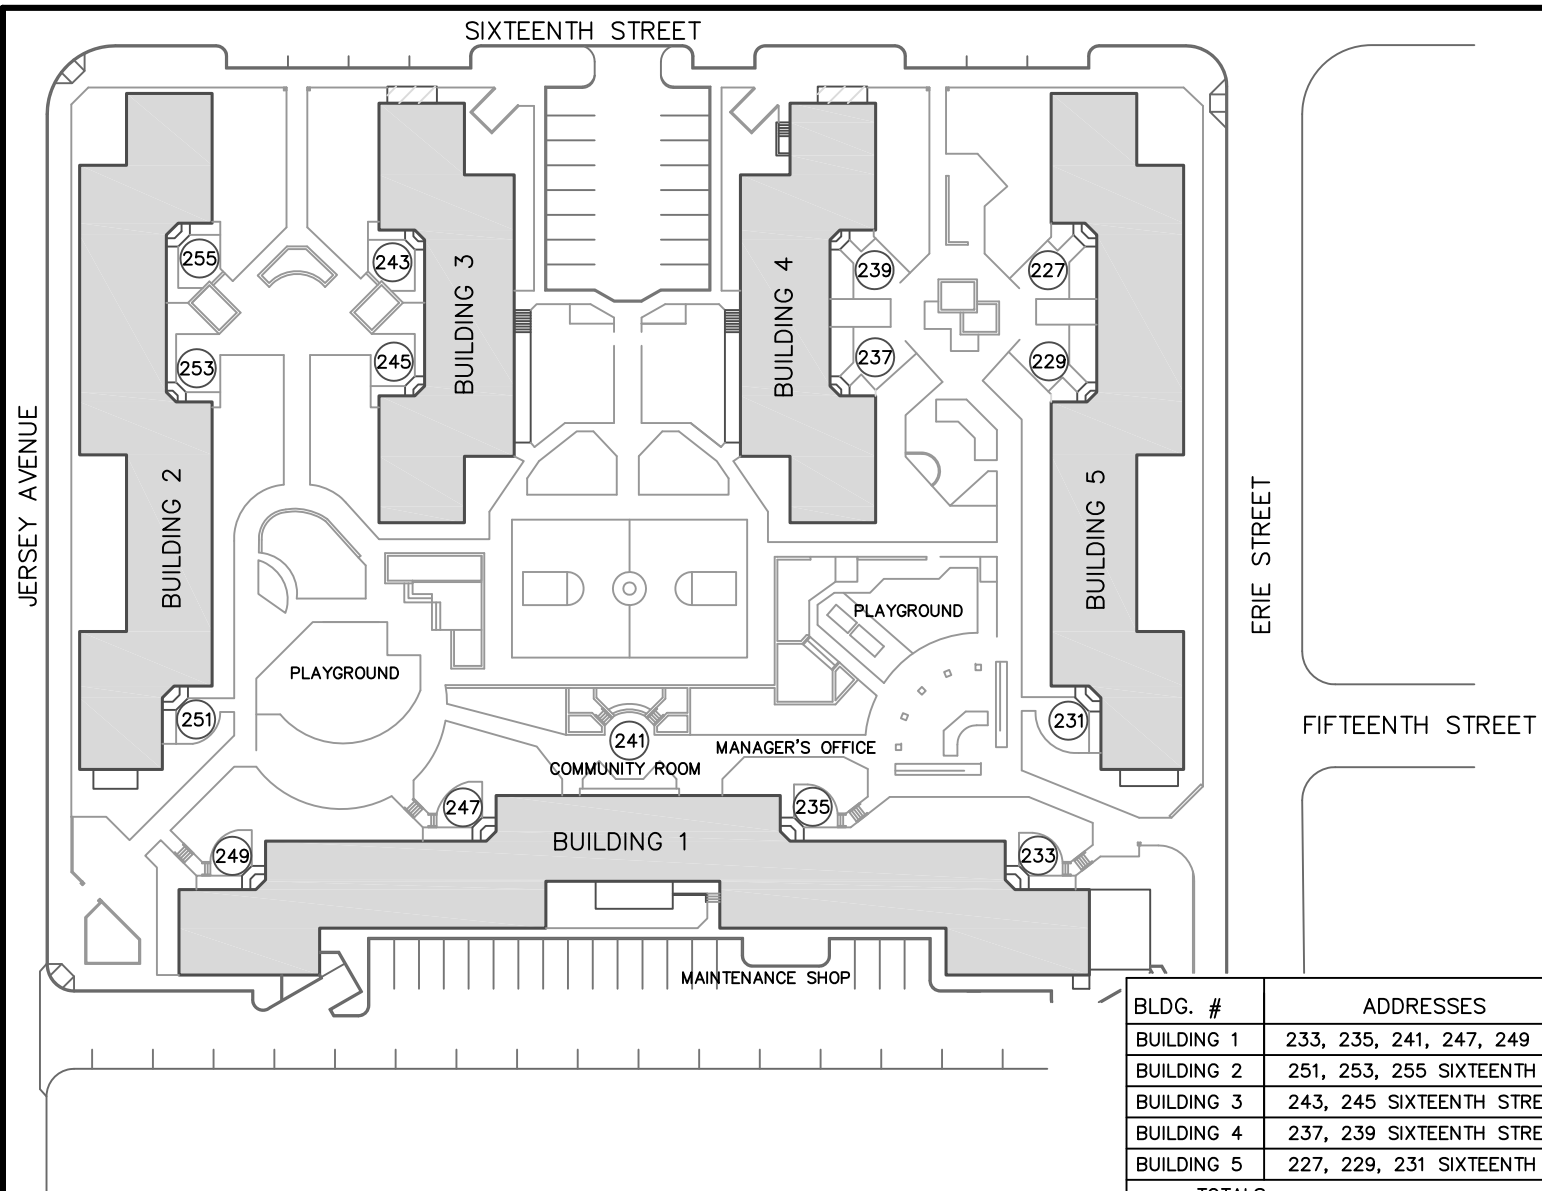 SIXTEENTH STREET
255
243
239
227
253
245
237
229
BUILDING 3
BUILDING 4
JERSEY AVENUE
BUILDING 2
BUILDING 5
ERIE STREET
PLAYGROUND
PLAYGROUND
251
241
231
FIFTEENTH STREET
MANAGER'S OFFICE
COMMUNITY ROOM
247
235
BUILDING 1
249
233
MAINTENANCE SHOP
BLDG. # ADDRESSES
BUILDING 1 233, 235, 241, 247, 249
BUILDING 2 251, 253, 255 SIXTEENTH
BUILDING 3 243, 245 SIXTEENTH STRE
BUILDING 4 237, 239 SIXTEENTH STRE
BUILDING 5 227, 229, 231 SIXTEENTH